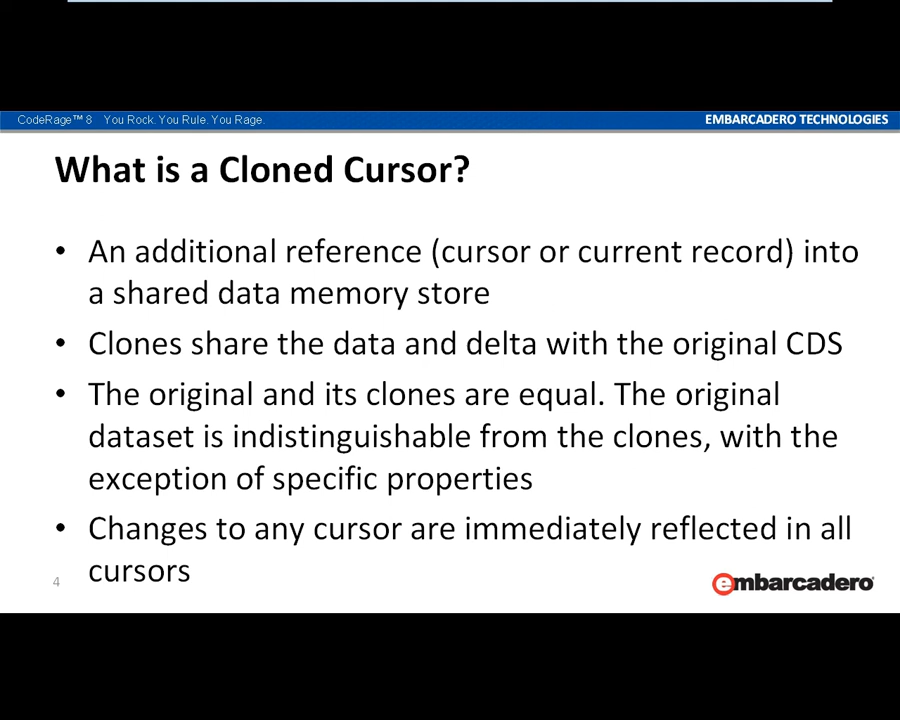 CodeRage™ 8 You Rock. You Rule. You Rage.
EMBARCADERO TECHNOLOGIES
What is a Cloned Cursor?
• An additional reference (cursor or current record) into
a shared data memory store
• Clones share the data and delta with the original CDS
• The original and its clones are equal. The original
dataset is indistinguishable from the clones, with the
exception of specific properties
• Changes to any cursor are immediately reflected in all
cursors
4
embarcadero